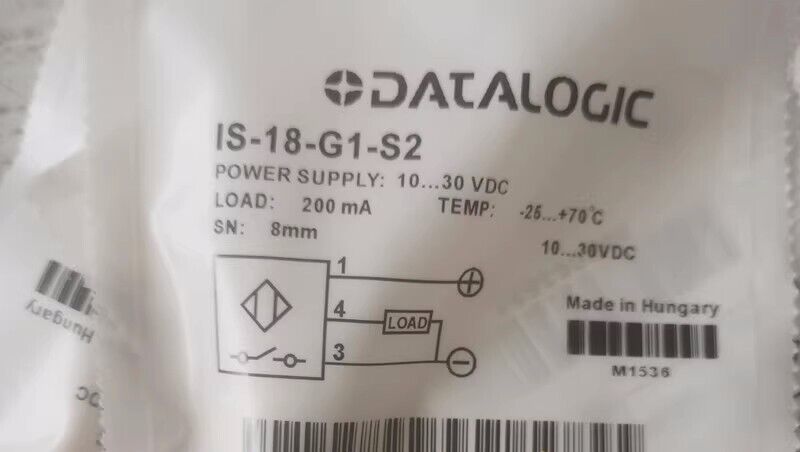 DATALOGIC
IS-18-G1-S2
POWER SUPPLY: 10...30 VDC
LOAD: 200 mA TEMP: -25...+70°C
SN: 8mm
10...30VDC
1
4
LOAD
3
Made in Hungary
M1536
Hungary
DC